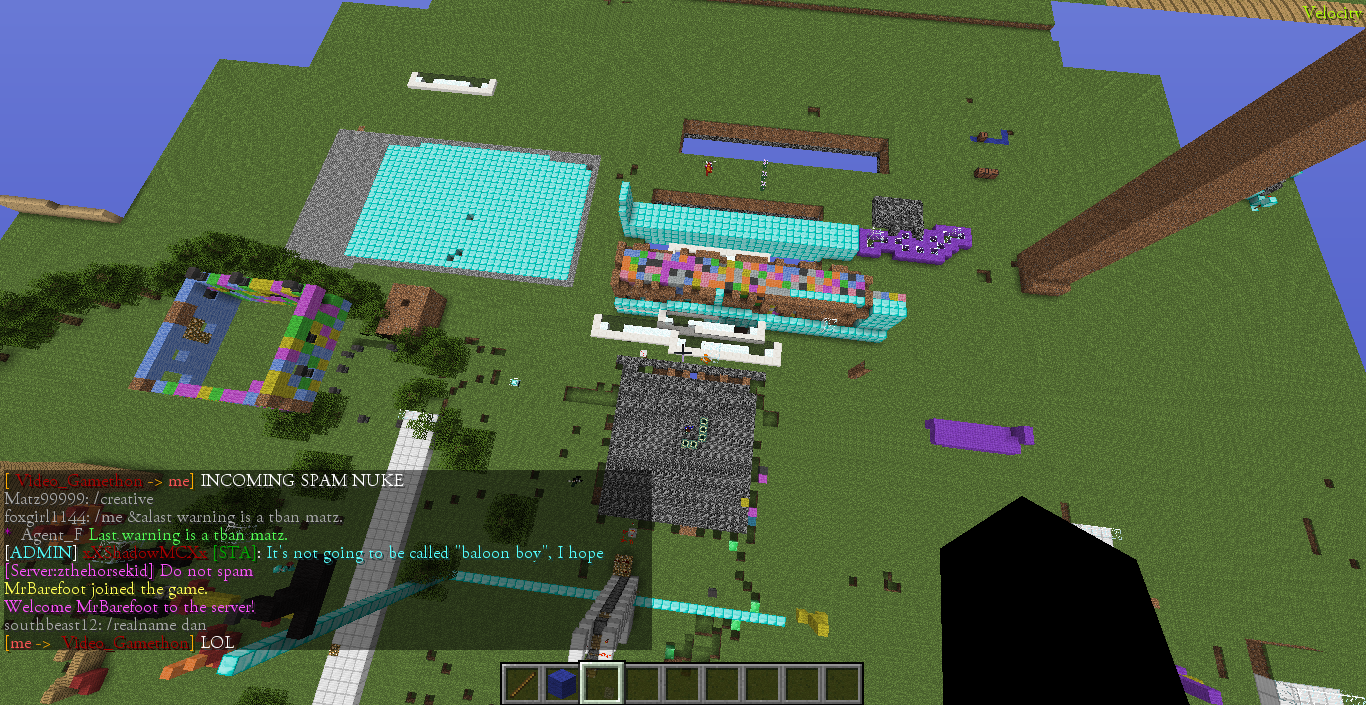 Velocity
[ Video_Gamethon -> me] INCOMING SPAM NUKE
Matz99999: /creative
foxgirl1144: /me &alast warning is a tban matz.
* Agent_F Last warning is a tban matz.
[ADMIN] [STA]: It's not going to be called "baloon boy", I hope
[Server:zthehorsekid] Do not spam
MrBarefoot joined the game.
Welcome MrBarefoot to the server!
southbeast12: /realname dan
[me -> Video_Gamethon] LOL